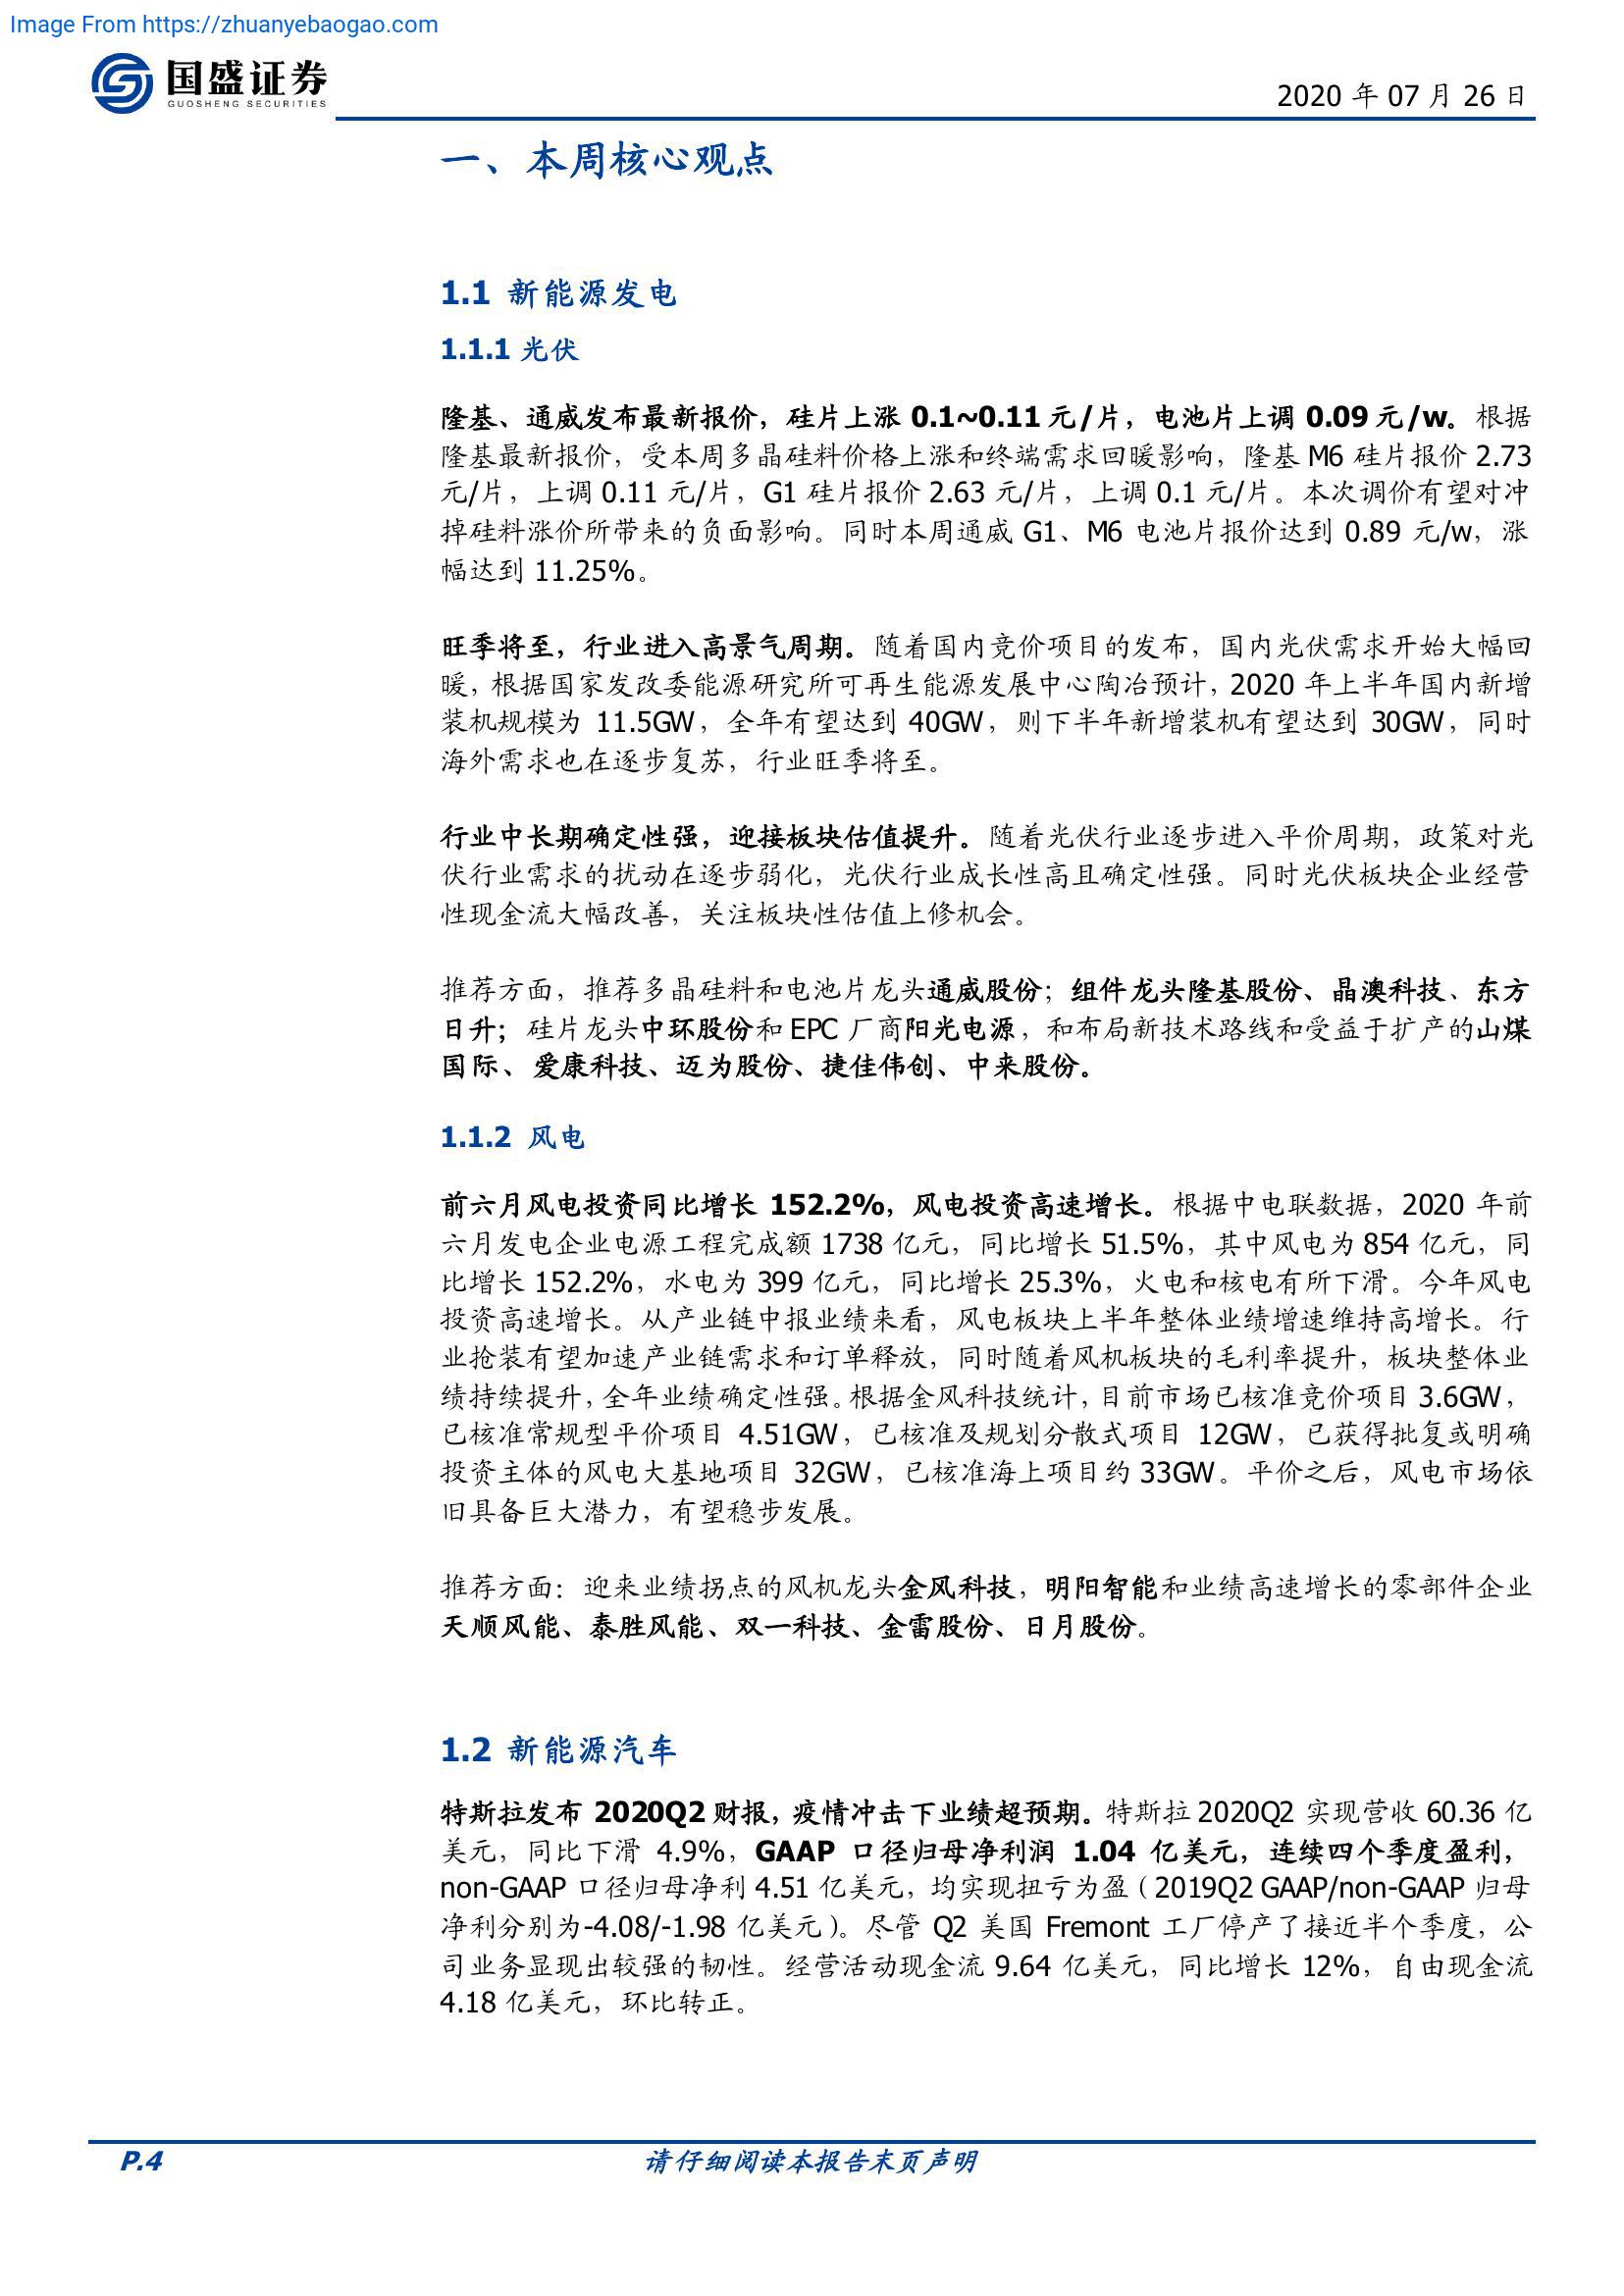 Image From https://zhuanyebaogao.com
国盛证券
GUOSHENG SECURITIES
2020 年 07 月 26 日
一、本周核心观点
1.1 新能源发电
1.1.1 光伏
隆基、通威发布最新报价，硅片上涨 0.1~0.11 元/片，电池片上调 0.09 元/w。根据
隆基最新报价，受本周多晶硅料价格上涨和终端需求回暖影响，隆基 M6 硅片报价 2.73
元/片，上调 0.11 元/片，G1 硅片报价 2.63 元/片，上调 0.1 元/片。本次调价有望对冲
掉硅料涨价所带来的负面影响。同时本周通威 G1、M6 电池片报价达到 0.89 元/w，涨
幅达到 11.25%。
旺季将至，行业进入高景气周期。随着国内竞价项目的发布，国内光伏需求开始大幅回
暖，根据国家发改委能源研究所可再生能源发展中心陶冶预计，2020 年上半年国内新增
装机规模为 11.5GW，全年有望达到 40GW，则下半年新增装机有望达到 30GW，同时
海外需求也在逐步复苏，行业旺季将至。
行业中长期确定性强，迎接板块估值提升。随着光伏行业逐步进入平价周期，政策对光
伏行业需求的扰动在逐步弱化，光伏行业成长性高且确定性强。同时光伏板块企业经营
性现金流大幅改善，关注板块性估值上修机会。
推荐方面，推荐多晶硅料和电池片龙头通威股份；组件龙头隆基股份、晶澳科技、东方
日升；硅片龙头中环股份和 EPC 厂商阳光电源，和布局新技术路线和受益于扩产的山煤
国际、爱康科技、迈为股份、捷佳伟创、中来股份。
1.1.2 风电
前六月风电投资同比增长 152.2%，风电投资高速增长。根据中电联数据，2020 年前
六月发电企业电源工程完成额 1738 亿元，同比增长 51.5%，其中风电为 854 亿元，同
比增长 152.2%，水电为 399 亿元，同比增长 25.3%，火电和核电有所下滑。今年风电
投资高速增长。从产业链中报业绩来看，风电板块上半年整体业绩增速维持高增长。行
业抢装有望加速产业链需求和订单释放，同时随着风机板块的毛利率提升，板块整体业
绩持续提升，全年业绩确定性强。根据金风科技统计，目前市场已核准竞价项目 3.6GW，
已核准常规型平价项目 4.51GW，已核准及规划分散式项目 12GW，已获得批复或明确
投资主体的风电大基地项目 32GW，已核准海上项目约 33GW。平价之后，风电市场依
旧具备巨大潜力，有望稳步发展。
推荐方面：迎来业绩拐点的风机龙头金风科技，明阳智能和业绩高速增长的零部件企业
天顺风能、泰胜风能、双一科技、金雷股份、日月股份。
1.2 新能源汽车
特斯拉发布 2020Q2 财报，疫情冲击下业绩超预期。特斯拉 2020Q2 实现营收 60.36 亿
美元，同比下滑 4.9%，GAAP 口径归母净利润 1.04 亿美元，连续四个季度盈利，
non-GAAP 口径归母净利 4.51 亿美元，均实现扭亏为盈（2019Q2 GAAP/non-GAAP 归母
净利分别为-4.08/-1.98 亿美元）。尽管 Q2 美国 Fremont 工厂停产了接近半个季度，公
司业务显现出较强的韧性。经营活动现金流 9.64 亿美元，同比增长 12%，自由现金流
4.18 亿美元，环比转正。
P.4
请仔细阅读本报告末页声明